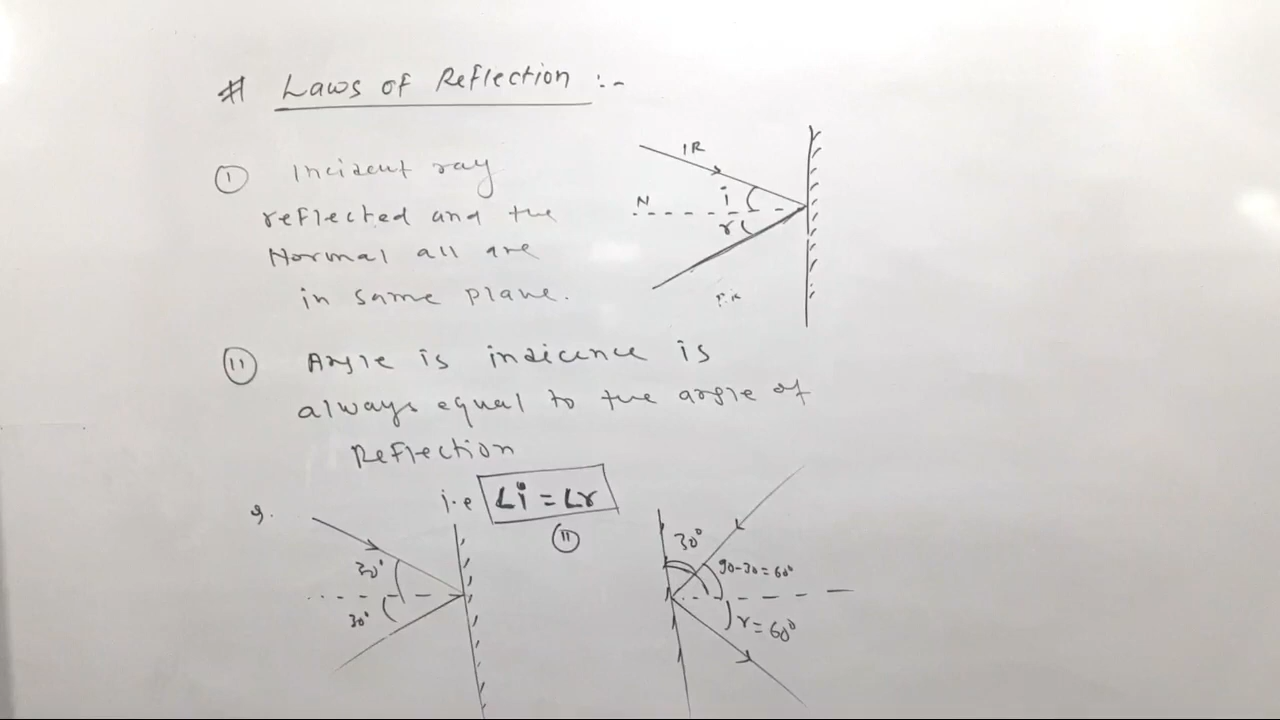 # Laws of Reflection :-
I Incident ray
reflected and the
Normal all are
in same plane.
IR
N
i
r
II Angle is indicence is
always equal to the angle of
Reflection
i.e ∠i = ∠r
II
30°
30°
30°
90-30=60°
r=60°